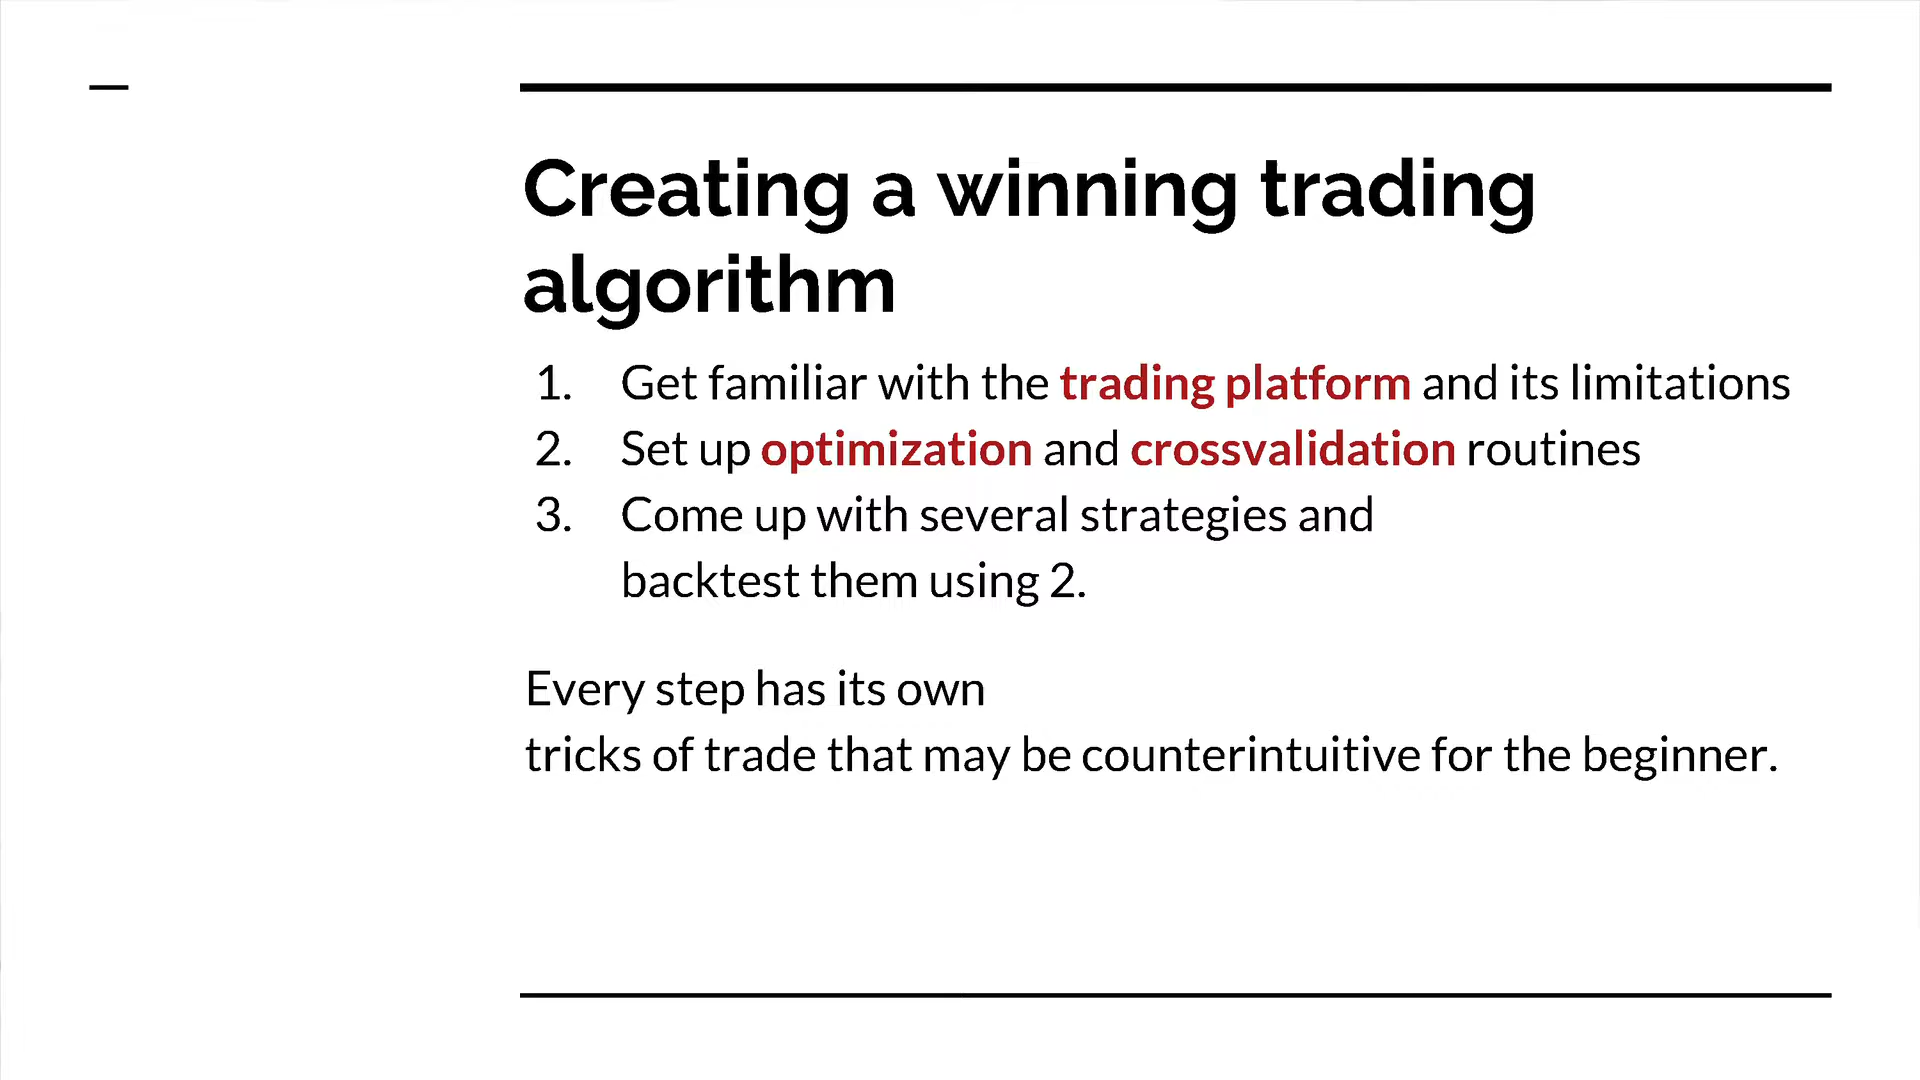 Creating a winning trading
algorithm
1. Get familiar with the trading platform and its limitations
2. Set up optimization and crossvalidation routines
3. Come up with several strategies and
backtest them using 2.
Every step has its own
tricks of trade that may be counterintuitive for the beginner.